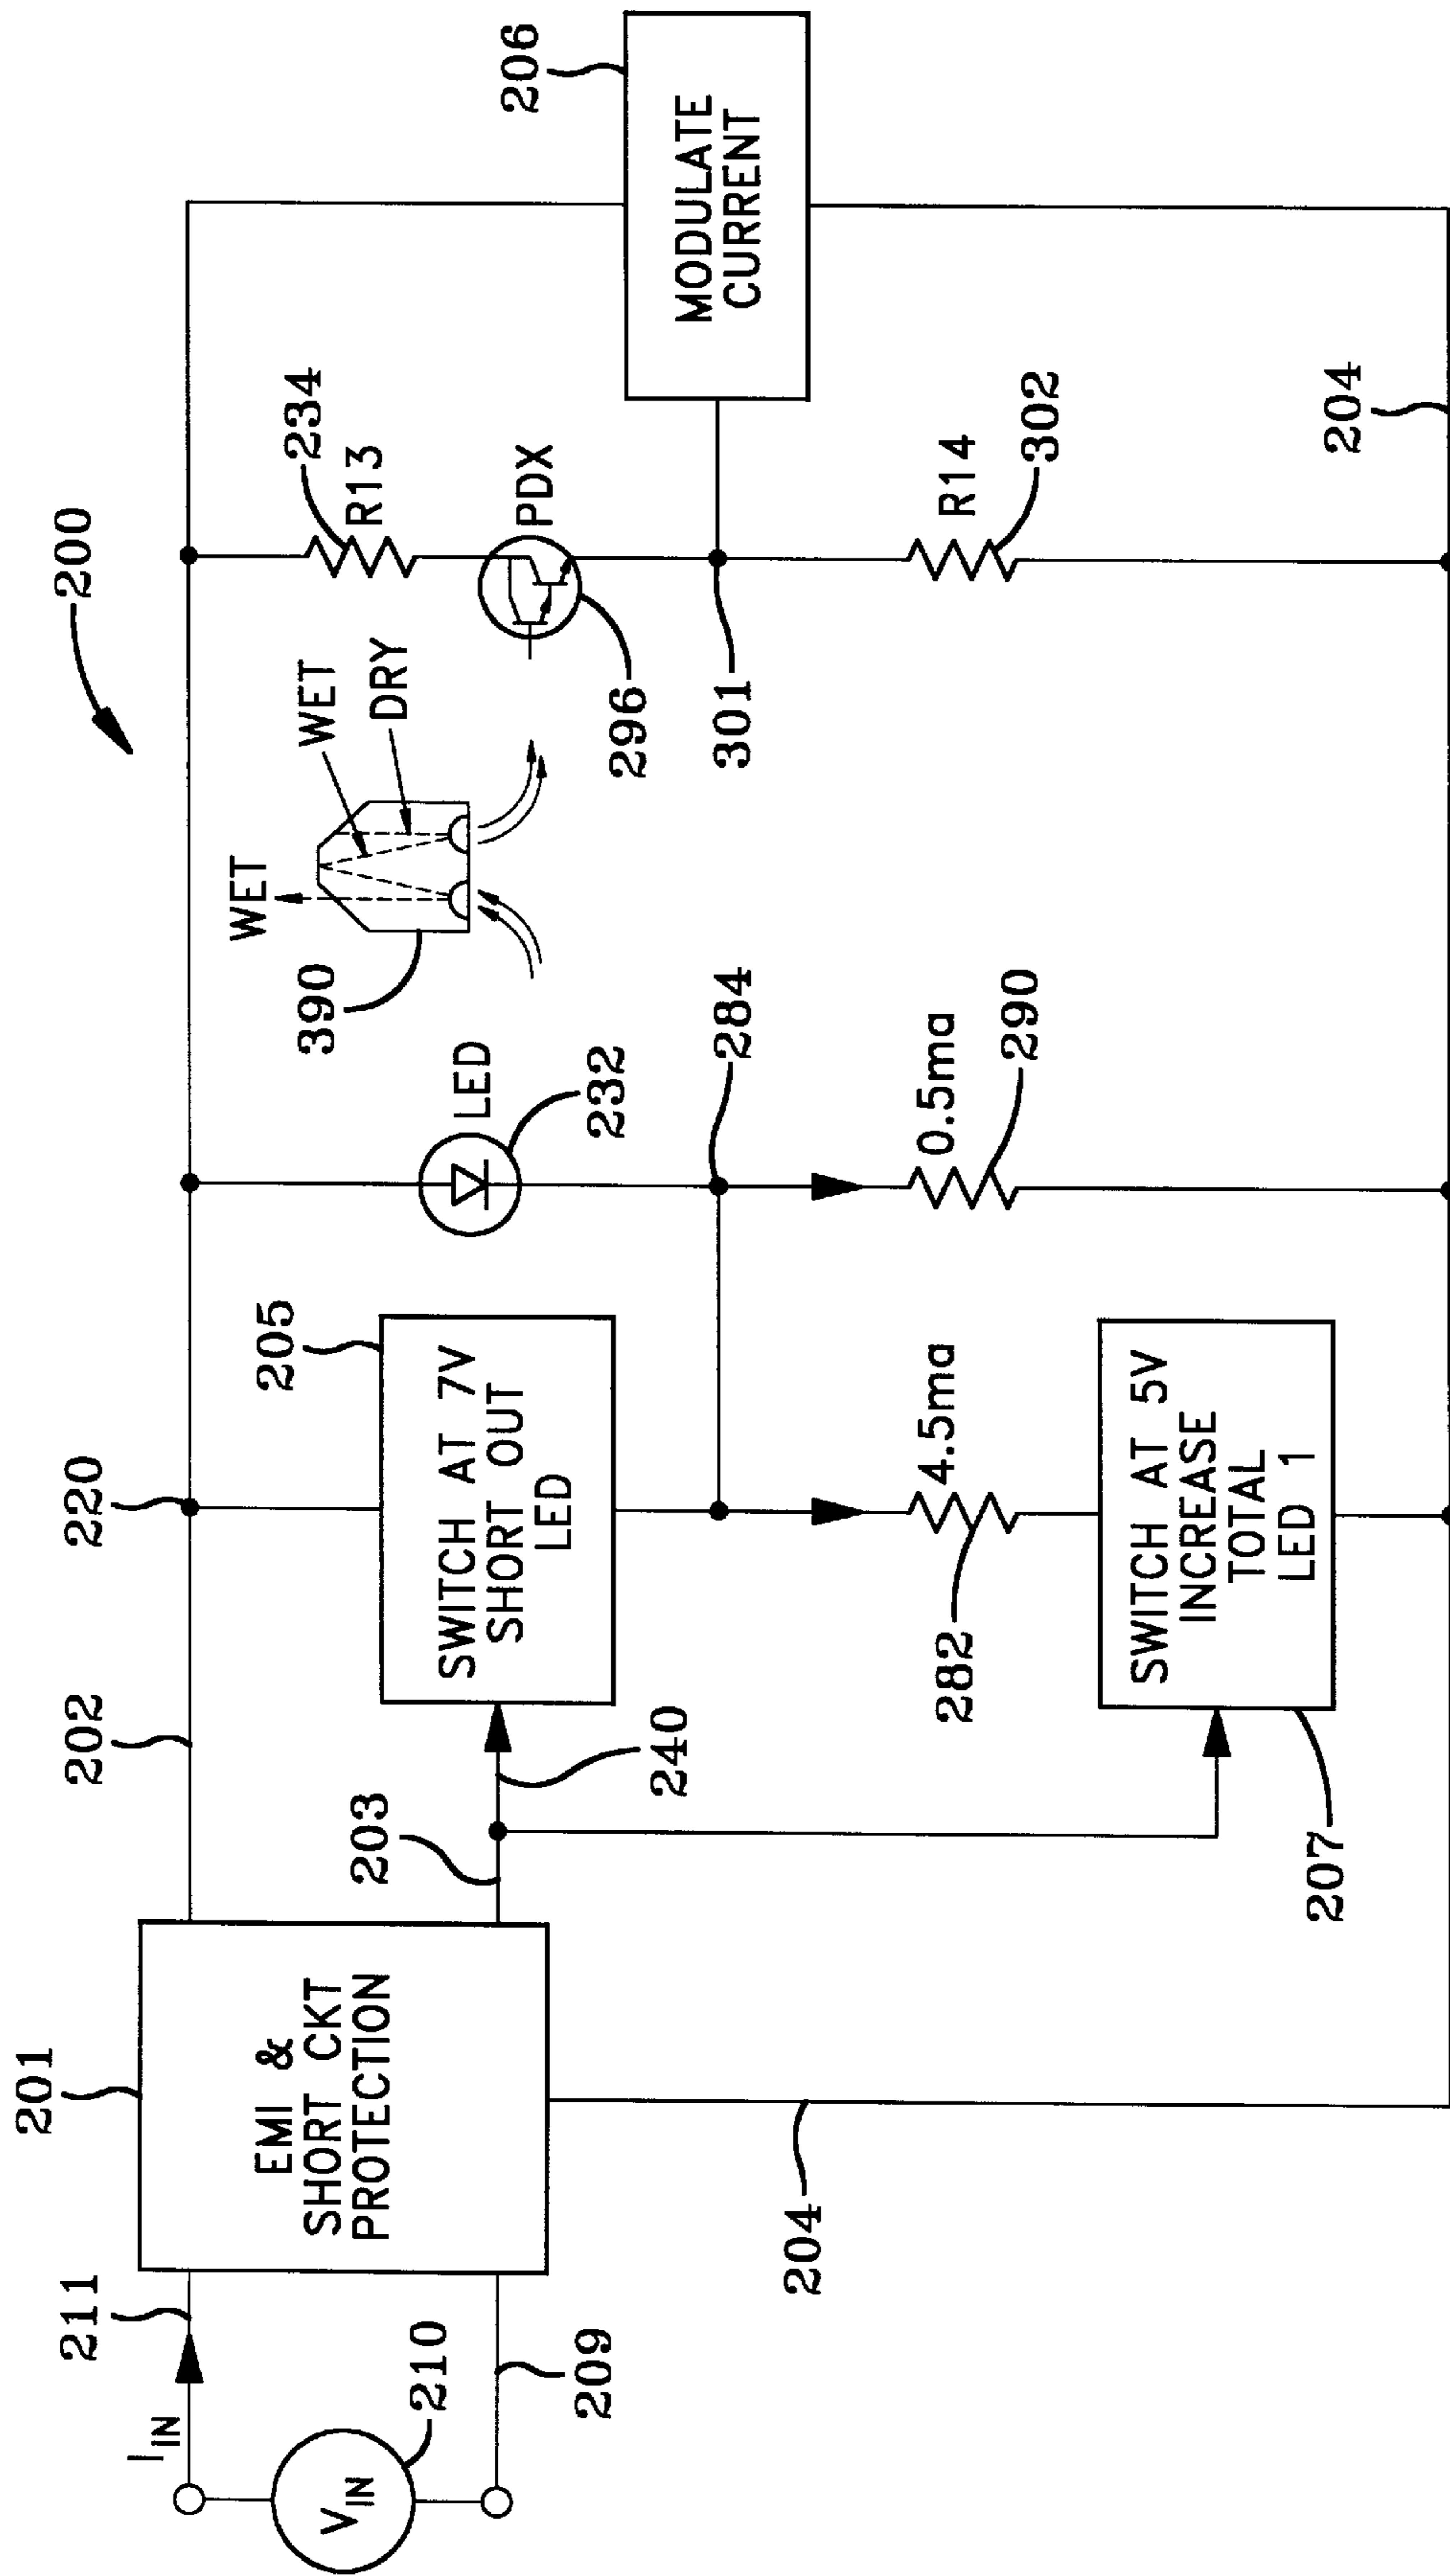 200
201
EMI &
SHORT CKT
PROTECTION
211
I IN
V IN
210
209
202
203
240
204
220
205
SWITCH AT 7V
SHORT OUT
LED
282
4.5ma
SWITCH AT 5V
INCREASE
TOTAL
LED 1
207
LED
232
284
0.5ma
290
390
WET
WET
DRY
234
R13
PDX
296
301
R14
302
204
206
MODULATE
CURRENT